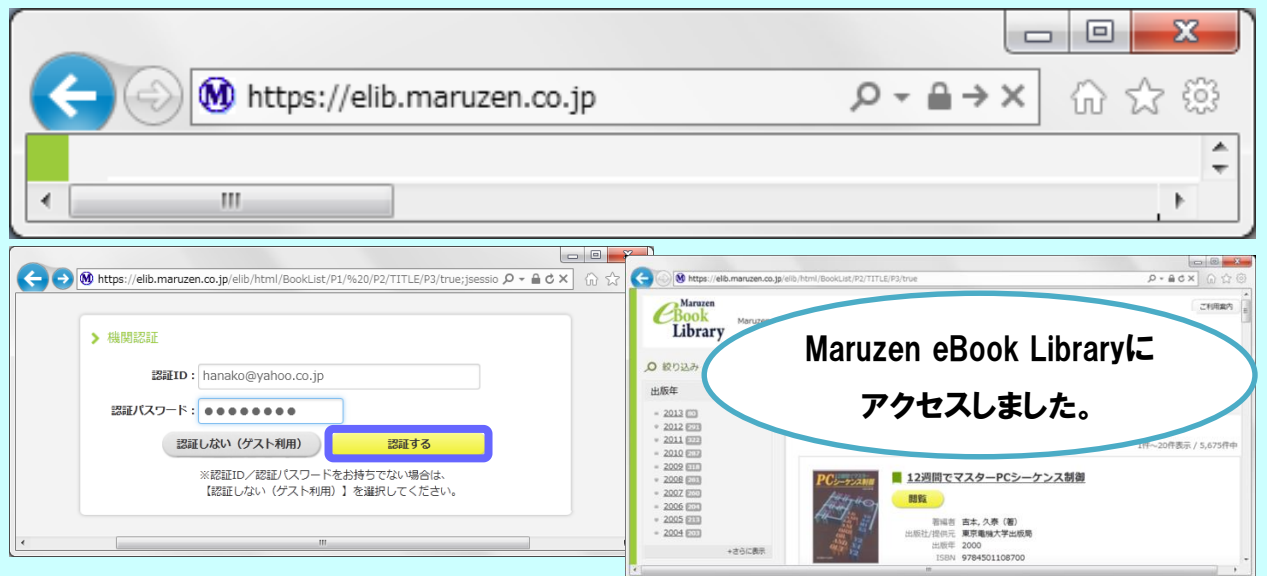 https://elib.maruzen.co.jp
https://elib.maruzen.co.jp/elib/html/BookList/P1/%20/P2/TITLE/P3/true;jsessio
機関認証
認証ID：hanako@yahoo.co.jp
認証パスワード：●●●●●●●●
認証しない（ゲスト利用） 認証する
※認証ID／認証パスワードをお持ちでない場合は、
【認証しない（ゲスト利用）】を選択してください。
https://elib.maruzen.co.jp/elib/html/BookList/P2/TITLE/P3/true
Maruzen
eBook
Library
Maruzen
ご利用案内
Maruzen eBook Libraryに
アクセスしました。
絞り込み
出版年
2013
2012
2011
2010
2009
2008
2007
2006
2005
2004
+さらに表示
1件～20件表示 / 5,675件中
PCシーケンス制御
12週間でマスターPCシーケンス制御
閲覧
著編者 吉本, 久泰（著）
出版社/提供元 東京電機大学出版局
出版年 2000
ISBN 9784501108700